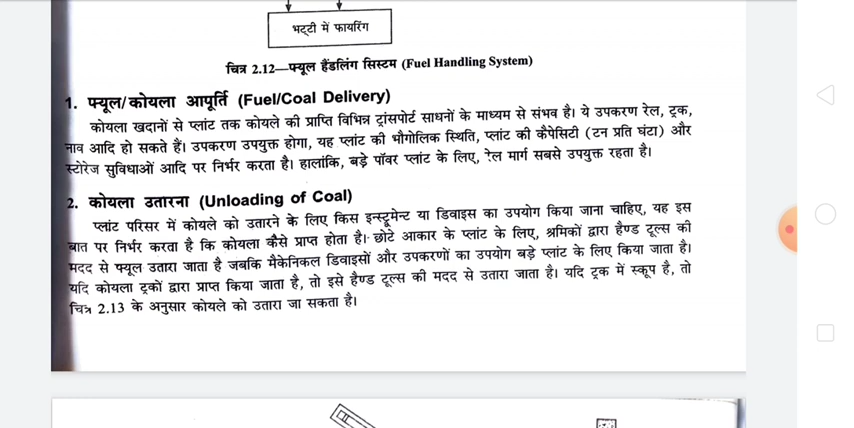 भट्टी में फायरिंग
चित्र 2.12—फ्यूल हैंडलिंग सिस्टम (Fuel Handling System)
1. फ्यूल/कोयला आपूर्ति (Fuel/Coal Delivery)
कोयला खदानों से प्लांट तक कोयले की प्राप्ति विभिन्न ट्रांसपोर्ट साधनों के माध्यम से संभव है। ये उपकरण रेल, ट्रक,
नाव आदि हो सकते हैं। उपकरण उपयुक्त होगा, यह प्लांट की भौगोलिक स्थिति, प्लांट की कैपेसिटी (टन प्रति घंटा) और
स्टोरेज सुविधाओं आदि पर निर्भर करता है। हालांकि, बड़े पॉवर प्लांट के लिए, रेल मार्ग सबसे उपयुक्त रहता है।
2. कोयला उतारना (Unloading of Coal)
प्लांट परिसर में कोयले को उतारने के लिए किस इन्स्ट्रूमेन्ट या डिवाइस का उपयोग किया जाना चाहिए, यह इस
बात पर निर्भर करता है कि कोयला कैसे प्राप्त होता है। छोटे आकार के प्लांट के लिए, श्रमिकों द्वारा हैण्ड टूल्स की
मदद से फ्यूल उतारा जाता है जबकि मैकेनिकल डिवाइसों और उपकरणों का उपयोग बड़े प्लांट के लिए किया जाता है।
यदि कोयला ट्रकों द्वारा प्राप्त किया जाता है, तो इसे हैण्ड टूल्स की मदद से उतारा जाता है। यदि ट्रक में स्कूप है, तो
चित्र 2.13 के अनुसार कोयले को उतारा जा सकता है।